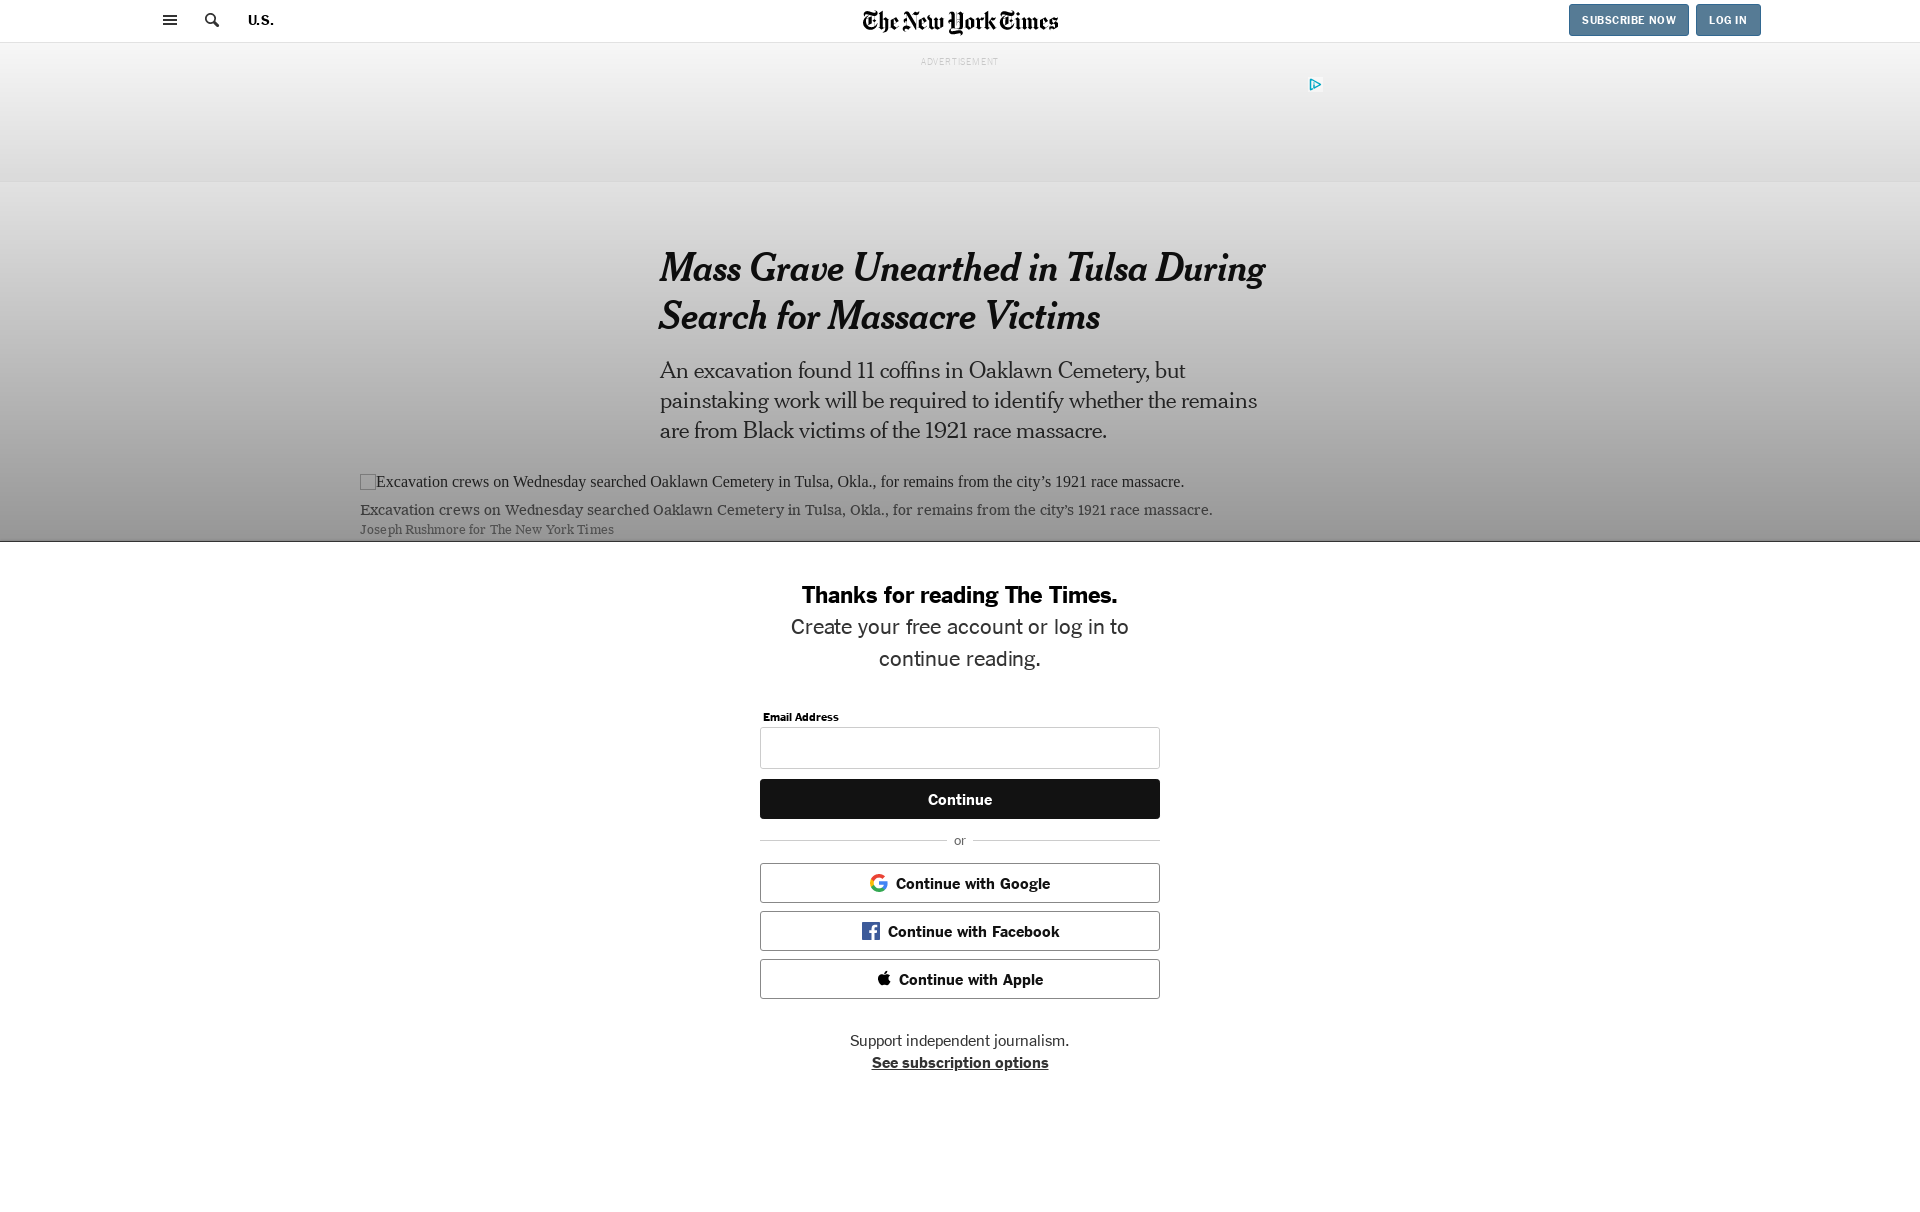 U.S.
The New York Times
SUBSCRIBE NOW
LOG IN
ADVERTISEMENT
Mass Grave Unearthed in Tulsa During
Search for Massacre Victims
An excavation found 11 coffins in Oaklawn Cemetery, but
painstaking work will be required to identify whether the remains
are from Black victims of the 1921 race massacre.
Excavation crews on Wednesday searched Oaklawn Cemetery in Tulsa, Okla., for remains from the city’s 1921 race massacre.
Excavation crews on Wednesday searched Oaklawn Cemetery in Tulsa, Okla., for remains from the city’s 1921 race massacre.
Joseph Rushmore for The New York Times
Thanks for reading The Times.
Create your free account or log in to
continue reading.
Email Address
Continue
or
Continue with Google
Continue with Facebook
Continue with Apple
Support independent journalism.
See subscription options